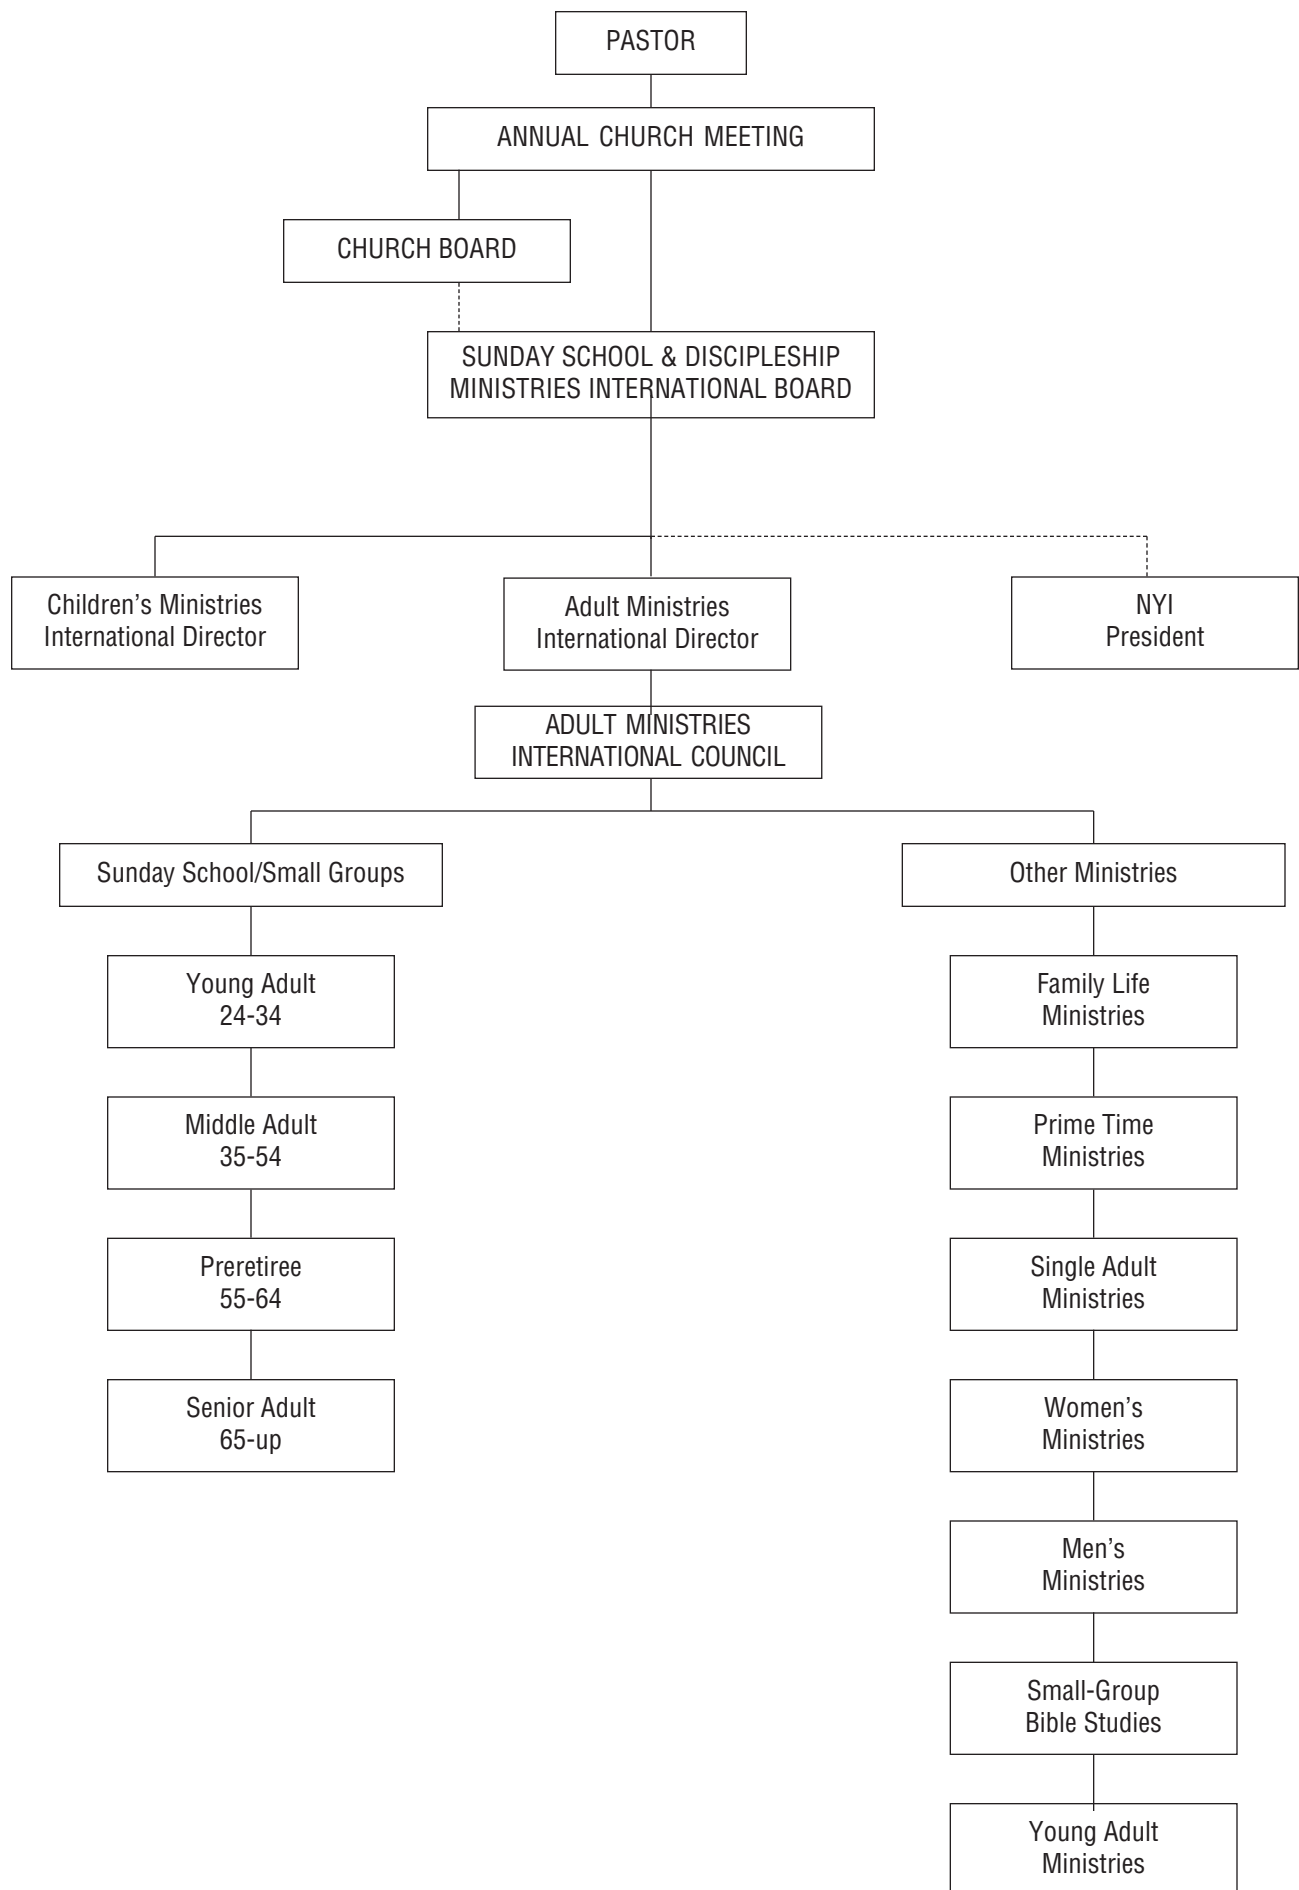 PASTOR
ANNUAL CHURCH MEETING
CHURCH BOARD
SUNDAY SCHOOL & DISCIPLESHIP
MINISTRIES INTERNATIONAL BOARD
Children’s Ministries
International Director
Adult Ministries
International Director
NYI
President
ADULT MINISTRIES
INTERNATIONAL COUNCIL
Sunday School/Small Groups
Other Ministries
Young Adult
24-34
Middle Adult
35-54
Preretiree
55-64
Senior Adult
65-up
Family Life
Ministries
Prime Time
Ministries
Single Adult
Ministries
Women’s
Ministries
Men’s
Ministries
Small-Group
Bible Studies
Young Adult
Ministries